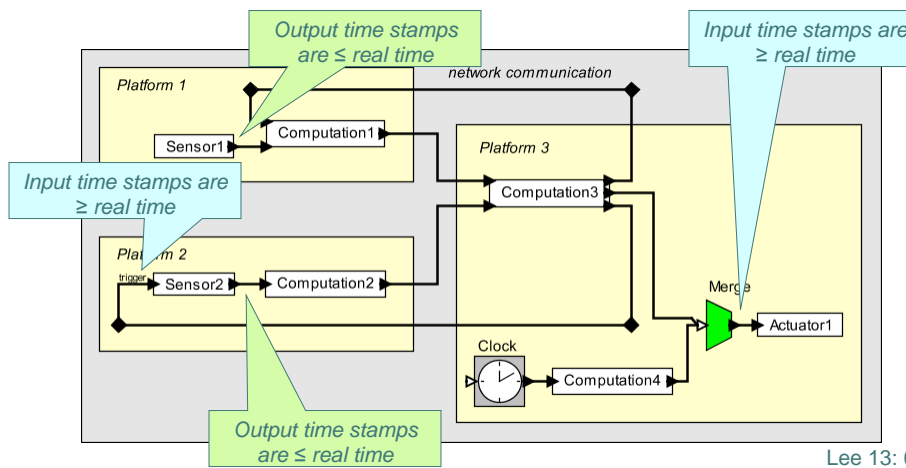 Output time stamps
are ≤ real time
Input time stamps are
≥ real time
network communication
Platform 1
Computation1
Sensor1
Platform 3
Computation3
Input time stamps are
≥ real time
Platform 2
trigger
Sensor2
Computation2
Merge
Actuator1
Clock
Computation4
Output time stamps
are ≤ real time
Lee 13: